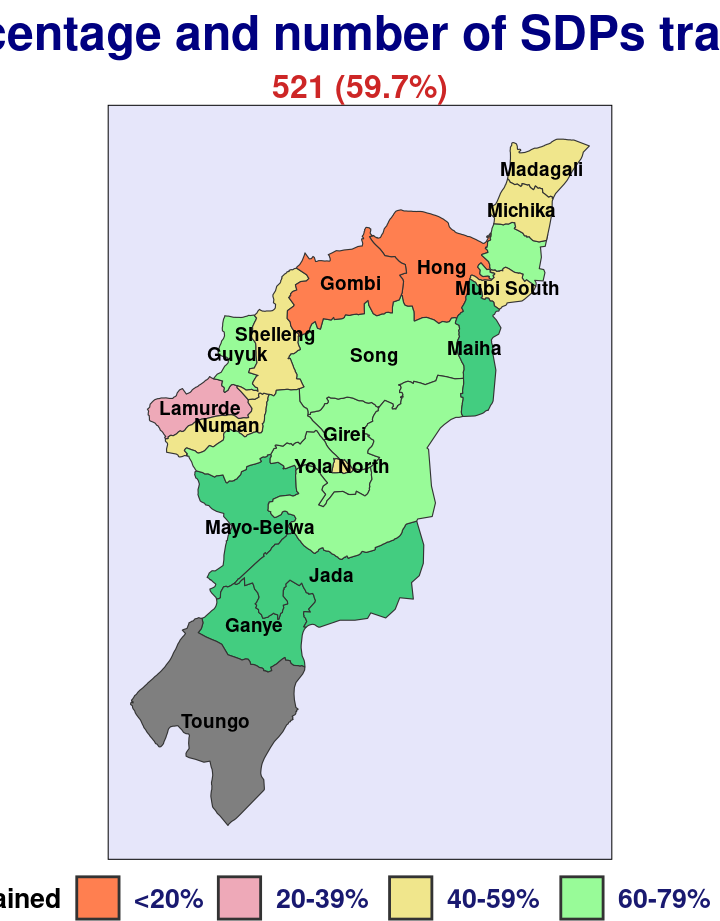 centage and number of SDPs tra
521 (59.7%)
Madagali
Michika
Hong
Gombi
Mubi South
Shelleng
Guyuk
Song
Maiha
Lamurde
Numan
Girei
Yola North
Mayo-Belwa
Jada
Ganye
Toungo
ained <20% 20-39% 40-59% 60-79%